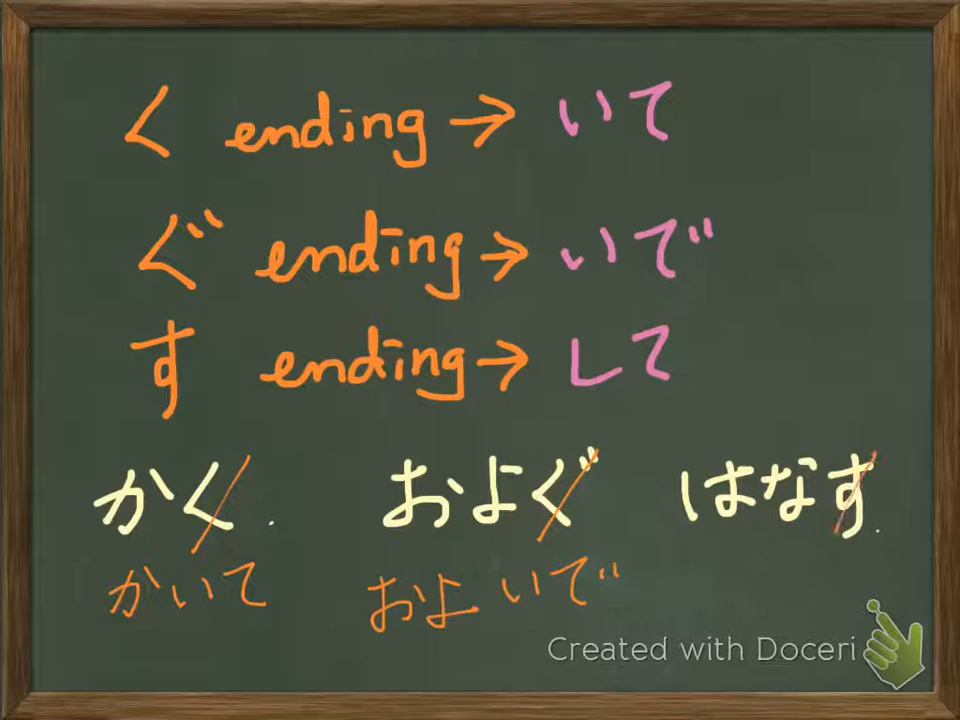 く ending → いて
ぐ ending → いで
す ending → して
かく. およぐ はなす.
かいて およいで
Created with Doceri